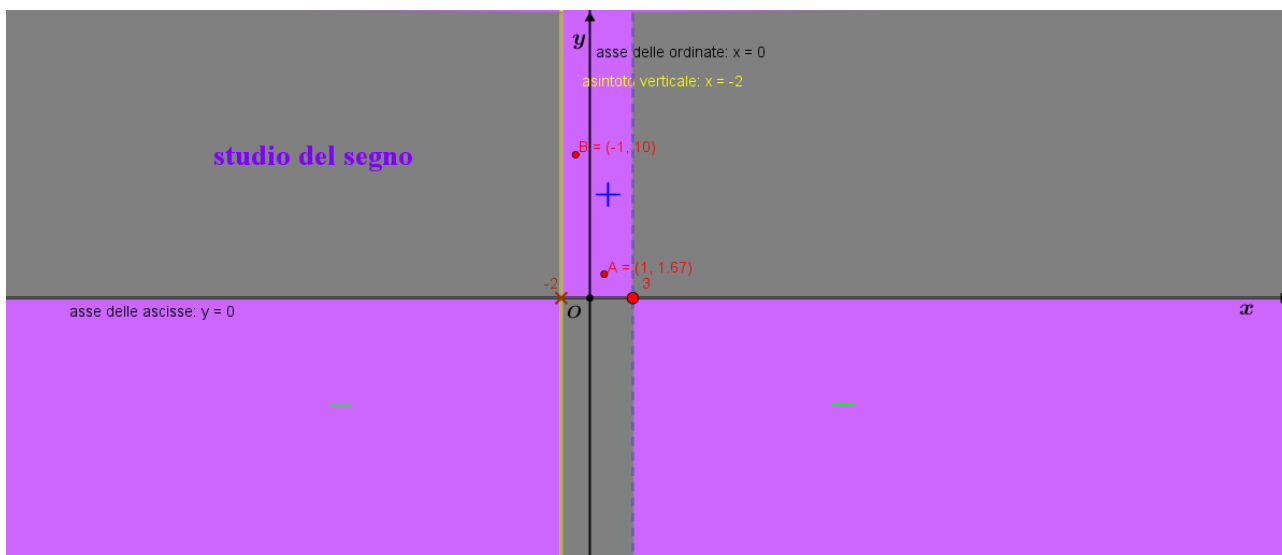 y
asse delle ordinate: x = 0
asintoto verticale: x = -2
studio del segno
B = (-1, 10)
+
A = (1, 1.67)
-2
3
O
x
asse delle ascisse: y = 0
–
–